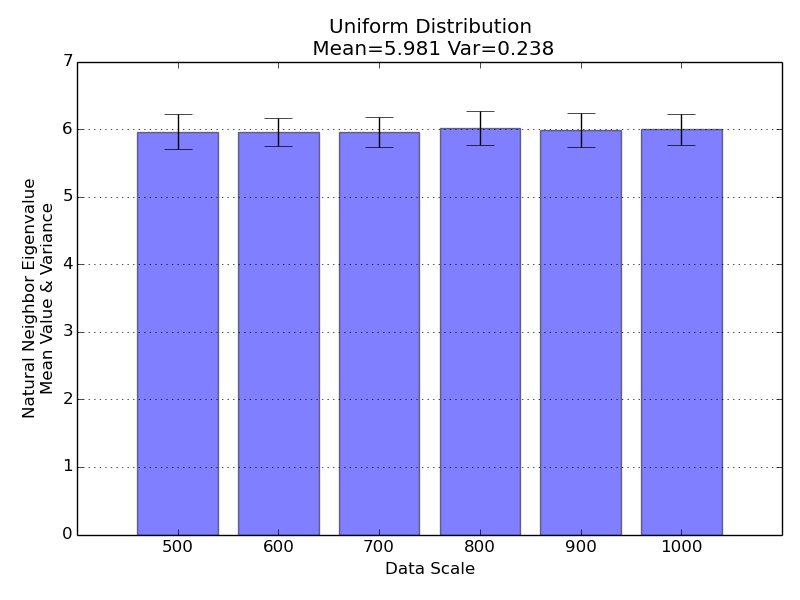 Uniform Distribution
Mean=5.981 Var=0.238
Natural Neighbor Eigenvalue
Mean Value & Variance
7
6
5
4
3
2
1
0
500 600 700 800 900 1000
Data Scale